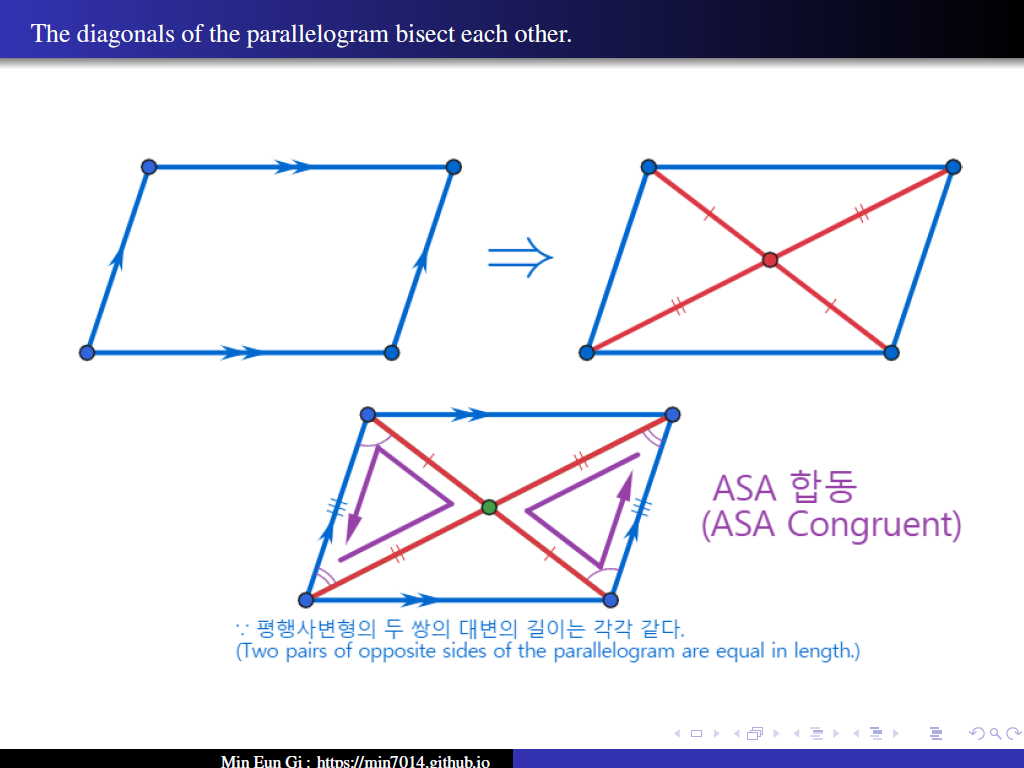 The diagonals of the parallelogram bisect each other.
ASA 합동
(ASA Congruent)
∵ 평행사변형의 두 쌍의 대변의 길이는 각각 같다.
(Two pairs of opposite sides of the parallelogram are equal in length.)
Min Eun Gi : https://min7014.github.io